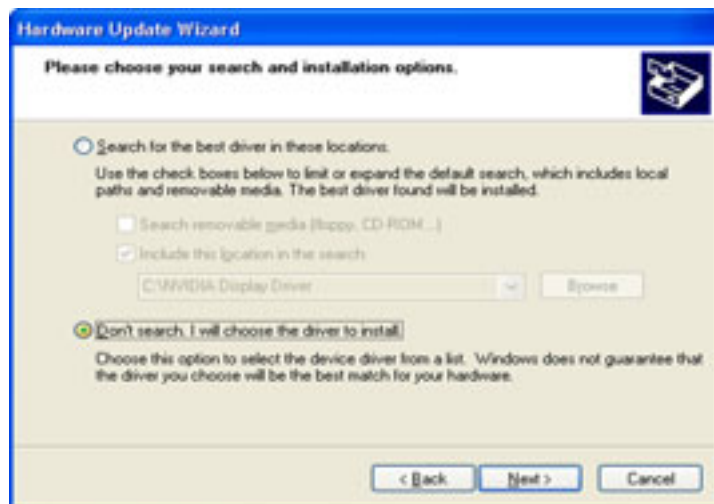 Hardware Update Wizard
Please choose your search and installation options.
Search for the best driver in these locations.
Use the check boxes below to limit or expand the default search, which includes local
paths and removable media. The best driver found will be installed.
Search removable media (floppy, CD-ROM...)
Include this location in the search:
C:\NVIDIA Display Driver
Browse
Don't search. I will choose the driver to install.
Choose this option to select the device driver from a list. Windows does not guarantee that
the driver you choose will be the best match for your hardware.
< Back Next > Cancel